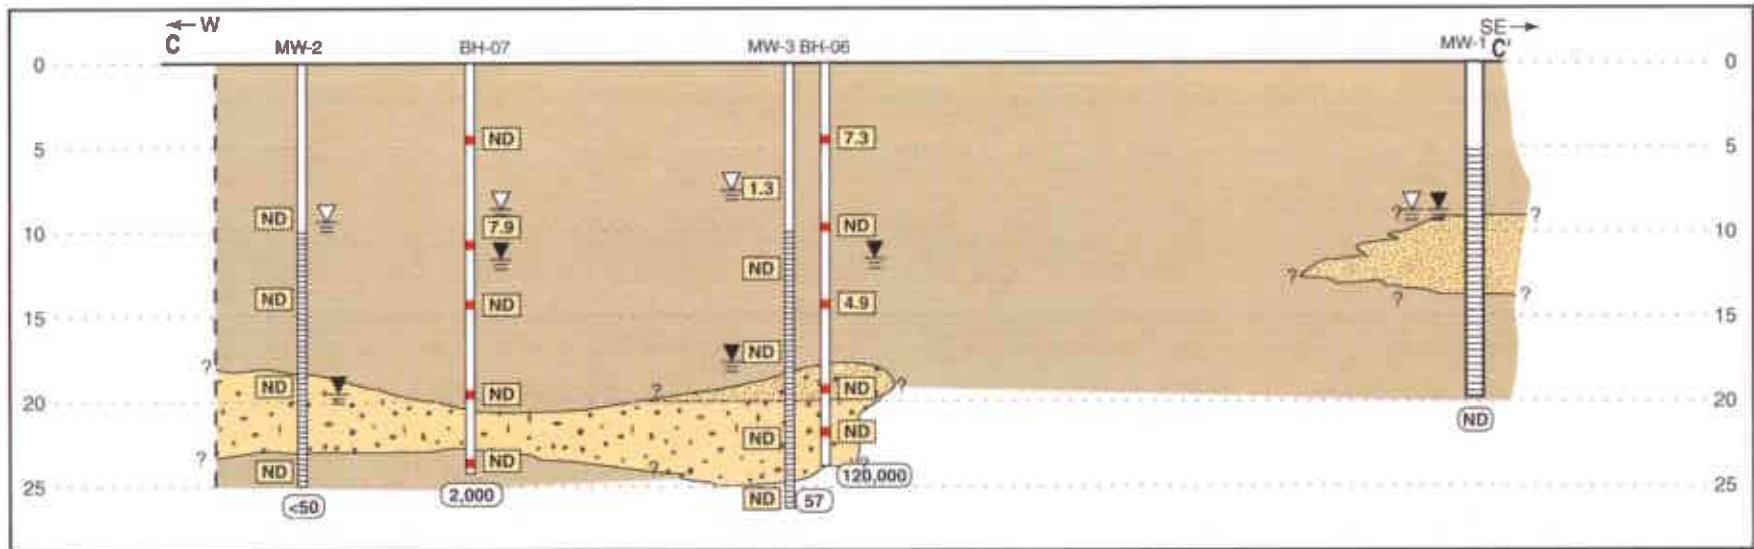 ← W SE →
C MW-2 BH-07 MW-3 BH-06 MW-1 C'
0 0
ND 7.3
5 5
1.3
ND 7.9 ND ? ?
10 10
ND ?
ND ND 4.9 ? ?
15 15
ND
?
ND ND ? ND ?
20 20
ND
ND ND
? ND ? ?
ND 120,000
25 2,000 ND 57 25
<50